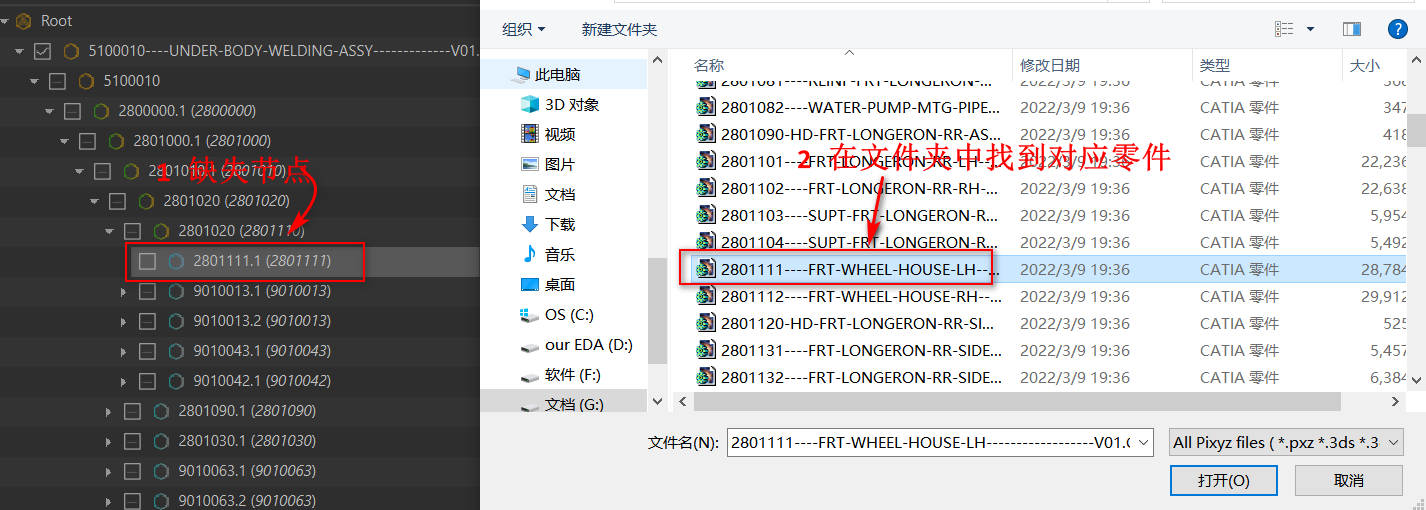 Root
5100010----UNDER-BODY-WELDING-ASSY-------------V01.
5100010
2800000.1 (2800000)
2801000.1 (2801000)
2801010.1 (2801010)
1 缺失节点
2801020 (2801020)
2801020 (2801110)
2801111.1 (2801111)
9010013.1 (9010013)
9010013.2 (9010013)
9010043.1 (9010043)
9010042.1 (9010042)
2801090.1 (2801090)
2801030.1 (2801030)
9010063.1 (9010063)
9010063.2 (9010063)
组织 新建文件夹
此电脑
3D 对象
视频
图片
文档
下载
音乐
桌面
OS (C:)
our EDA (D:)
软件 (F:)
文档 (G:)
名称 修改日期 类型 大小
2801081----REINF-FRT-LONGERON-... 2022/3/9 19:36 CATIA 零件
2801082----WATER-PUMP-MTG-PIPE... 2022/3/9 19:36 CATIA 零件 347
2801090-HD-FRT-LONGERON-RR-AS... 2022/3/9 19:36 CATIA 零件 418
2801101----FRT-LONGERON-RR-LH-... 2022/3/9 19:36 CATIA 零件 22,236
2 在文件夹中找到对应零件
2801102----FRT-LONGERON-RR-RH-... 2022/3/9 19:36 CATIA 零件 22,638
2801103----SUPT-FRT-LONGERON-R... 2022/3/9 19:36 CATIA 零件 5,954
2801104----SUPT-FRT-LONGERON-R... 2022/3/9 19:36 CATIA 零件 5,492
2801111----FRT-WHEEL-HOUSE-LH--... 2022/3/9 19:36 CATIA 零件 28,784
2801112----FRT-WHEEL-HOUSE-RH--... 2022/3/9 19:36 CATIA 零件 29,912
2801120-HD-FRT-LONGERON-RR-SI... 2022/3/9 19:36 CATIA 零件 525
2801131----FRT-LONGERON-RR-SIDE... 2022/3/9 19:36 CATIA 零件 5,457
2801132----FRT-LONGERON-RR-SIDE... 2022/3/9 19:36 CATIA 零件 6,384
文件名(N): 2801111----FRT-WHEEL-HOUSE-LH------------------V01.C All Pixyz files ( *.pxz *.3ds *.3
打开(O) 取消